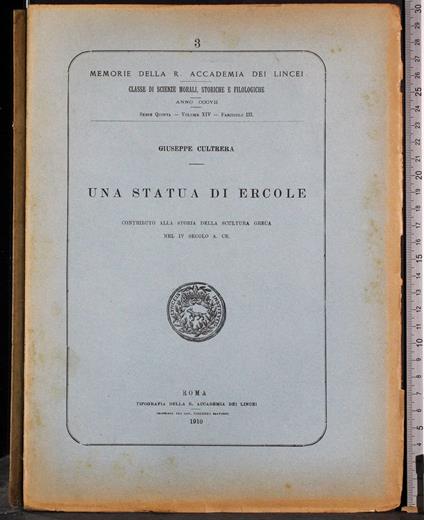 3
MEMORIE DELLA R. ACCADEMIA DEI LINCEI
CLASSE DI SCIENZE MORALI, STORICHE E FILOLOGICHE
ANNO CCCVII
SERIE QUINTA — VOLUME XIV — FASCICOLO III.
GIUSEPPE CULTRERA
UNA STATUA DI ERCOLE
CONTRIBUTO ALLA STORIA DELLA SCULTURA GRECA
NEL IV SECOLO A. CR.
ROMA
TIPOGRAFIA DELLA R. ACCADEMIA DEI LINCEI
1910